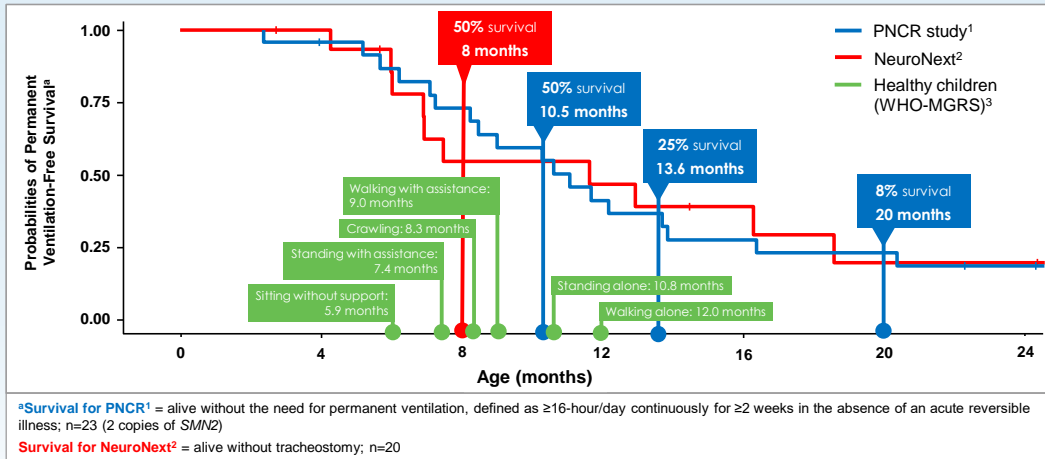 Probabilities of Permanent
Ventilation-Free Survivalᵃ
1.00
0.75
0.50
0.25
0.00
50% survival
8 months
50% survival
10.5 months
25% survival
13.6 months
8% survival
20 months
PNCR study¹
NeuroNext²
Healthy children
(WHO-MGRS)³
Walking with assistance:
9.0 months
Crawling: 8.3 months
Standing with assistance:
7.4 months
Sitting without support:
5.9 months
Standing alone: 10.8 months
Walking alone: 12.0 months
0
4
8
12
16
20
24
Age (months)
ᵃSurvival for PNCR¹ = alive without the need for permanent ventilation, defined as ≥16-hour/day continuously for ≥2 weeks in the absence of an acute reversible
illness; n=23 (2 copies of SMN2)
Survival for NeuroNext² = alive without tracheostomy; n=20